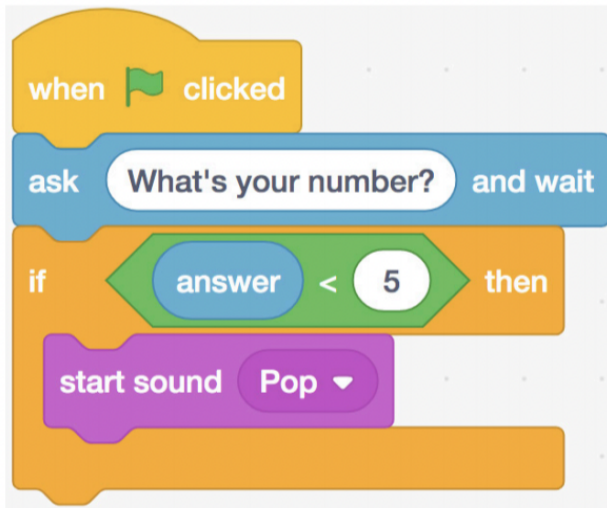 when clicked
ask What's your number? and wait
if answer < 5 then
start sound Pop